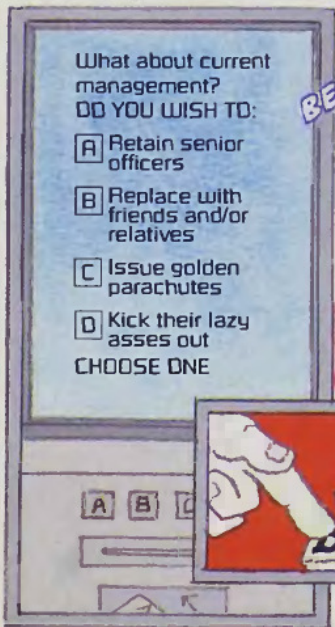 What about current
management?
DO YOU WISH TO:
A Retain senior
officers
B Replace with
friends and/or
relatives
C Issue golden
parachutes
D Kick their lazy
asses out
CHOOSE ONE
BE
A B